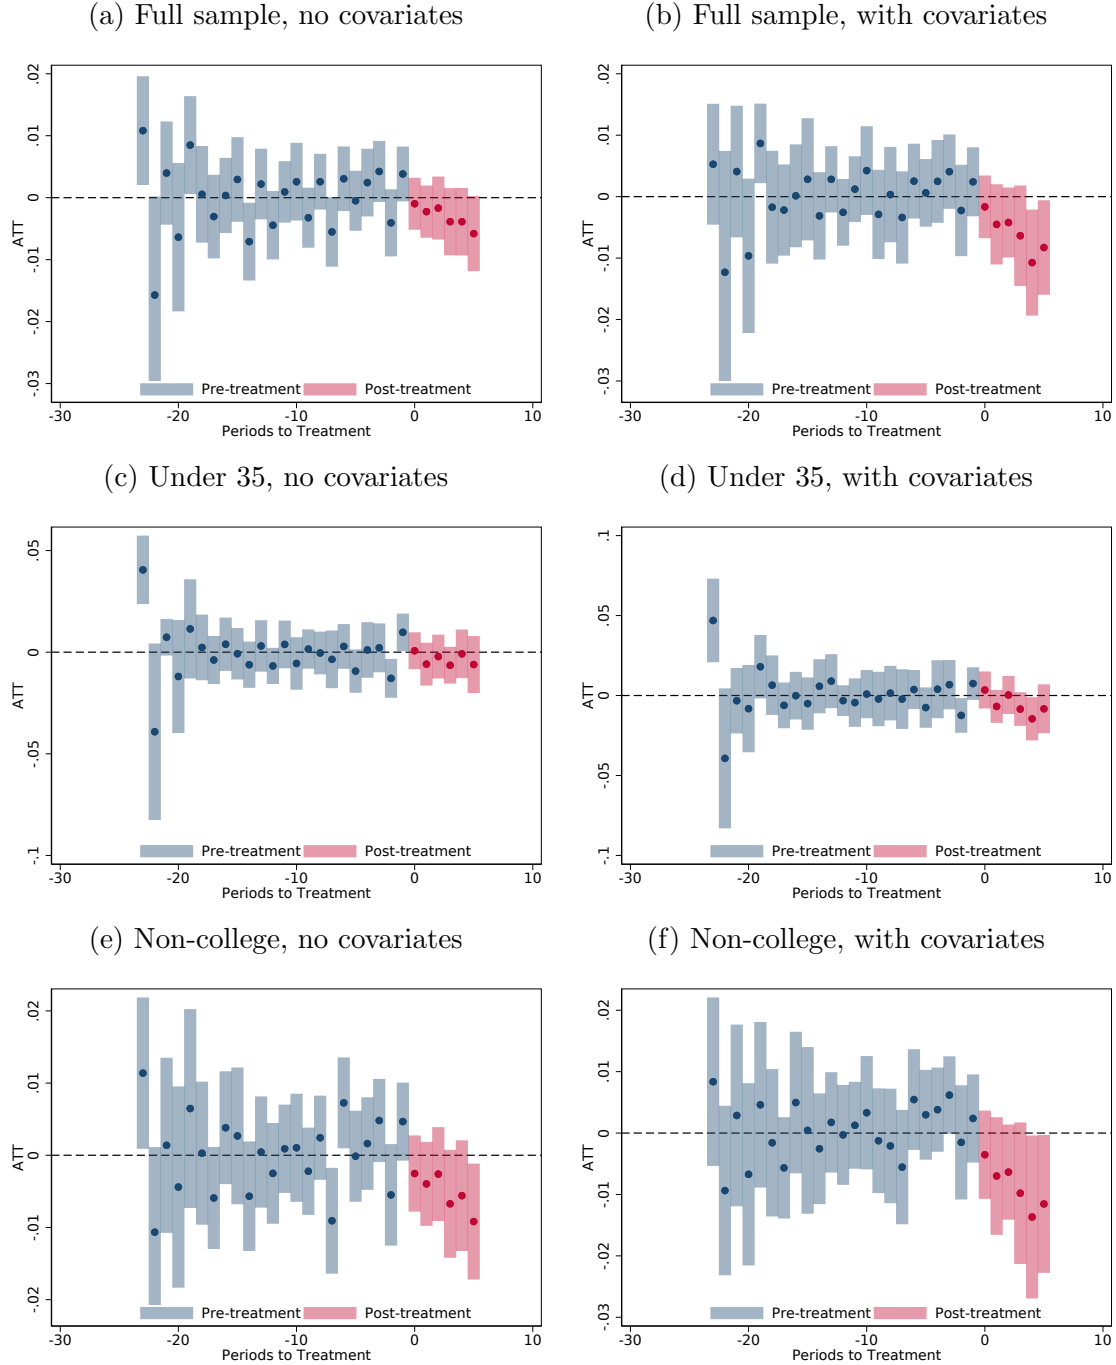 (a) Full sample, no covariates
.02
.01
0
-.01
-.02
-.03
ATT
Pre-treatment
Post-treatment
-30
-20
-10
0
10
Periods to Treatment
(b) Full sample, with covariates
.02
.01
0
-.01
-.02
-.03
ATT
Pre-treatment
Post-treatment
-30
-20
-10
0
10
Periods to Treatment
(c) Under 35, no covariates
.05
0
-.05
-.1
ATT
Pre-treatment
Post-treatment
-30
-20
-10
0
10
Periods to Treatment
(d) Under 35, with covariates
.1
.05
0
-.05
-.1
ATT
Pre-treatment
Post-treatment
-30
-20
-10
0
10
Periods to Treatment
(e) Non-college, no covariates
.02
.01
0
-.01
-.02
ATT
Pre-treatment
Post-treatment
-30
-20
-10
0
10
Periods to Treatment
(f) Non-college, with covariates
.02
.01
0
-.01
-.02
-.03
ATT
Pre-treatment
Post-treatment
-30
-20
-10
0
10
Periods to Treatment